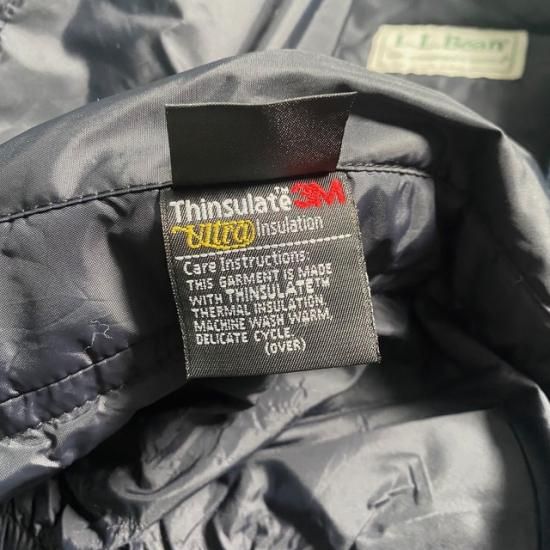 L.L.Bean
Thinsulate™ 3M
Ultra Insulation
Care Instructions:
THIS GARMENT IS MADE
WITH THINSULATE™
THERMAL INSULATION.
MACHINE WASH WARM,
DELICATE CYCLE.
(OVER)